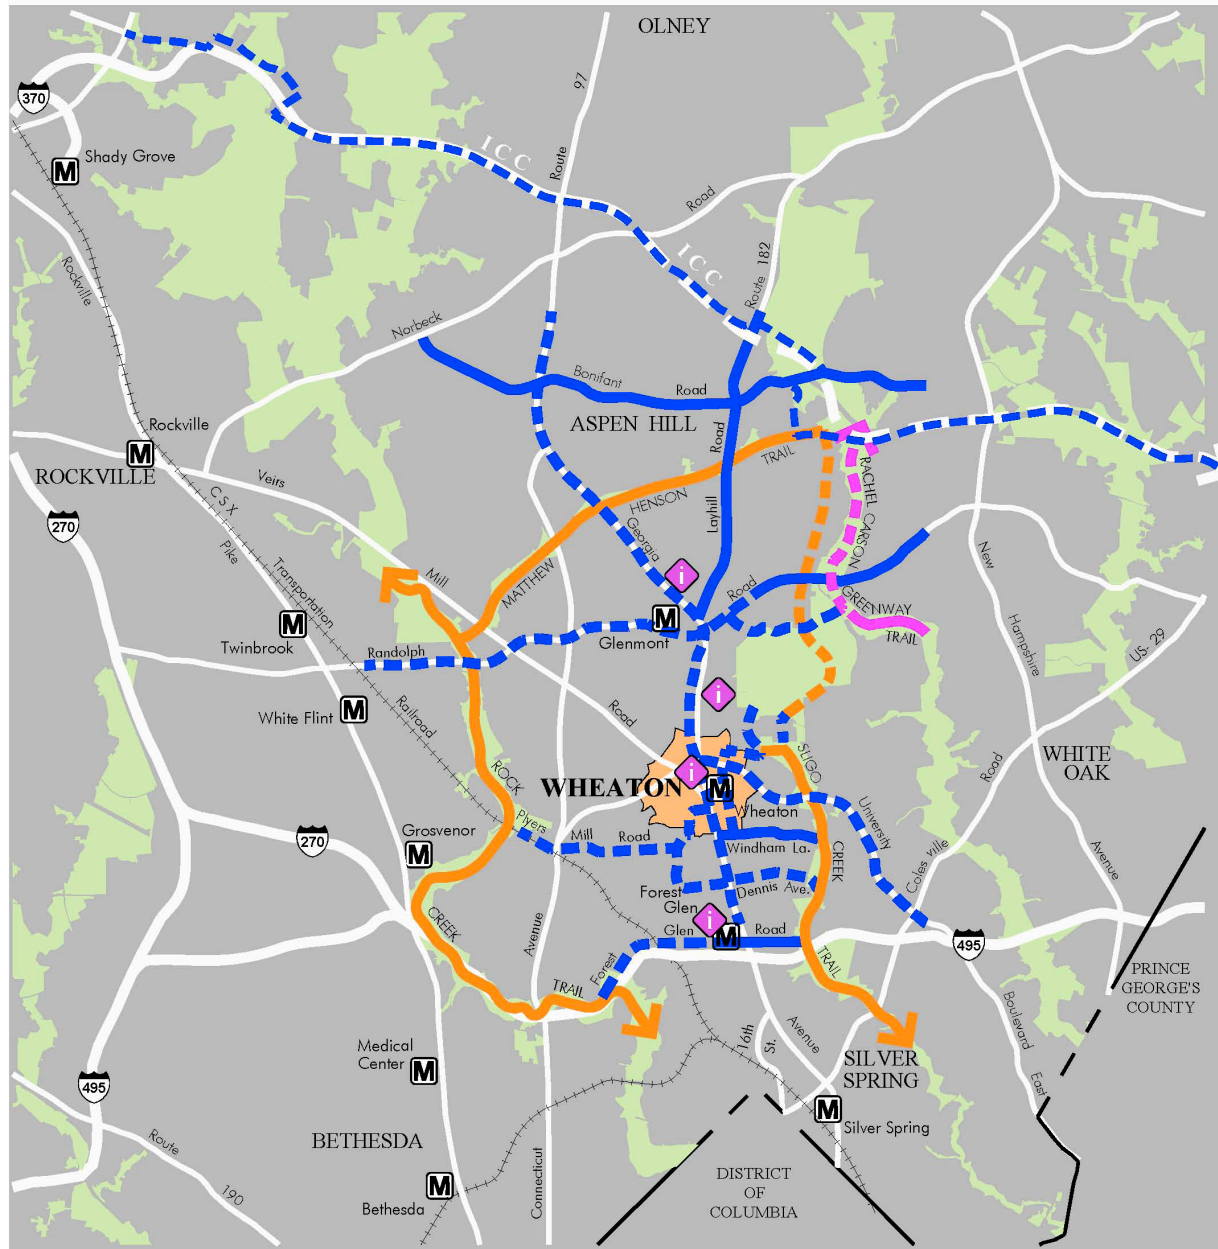 OLNEY
97
Route
370
M
Shady Grove
ICC
Road
ICC
182
Route
Rockville
Norbeck
Bonifant
Road
ASPEN HILL
Road
TRAIL
Rockville
M
ROCKVILLE
Veirs
HENSON
RACHEL CARSON
Layhill
CSX
270
Pike
Georgia
New
i
Mill
MATTHEW
Road
Transportation
GREENWAY
TRAIL
M
Twinbrook
M
Glenmont
Randolph
Hampshire
US. 29
White Flint
M
Railroad
Road
i
SLIGO
WHITE
OAK
Road
ROCK
WHEATON
i
M
Wheaton
University
270
Grosvenor
M
Plyers
Mill
Road
Windham La.
CREEK
Colesville
Avenue
Forest
Glen
Dennis Ave.
CREEK
Avenue
i
Glen
M
Road
495
TRAIL
Forest
TRAIL
PRINCE
GEORGE'S
COUNTY
Boulevard
East
16th
St.
Avenue
Medical
Center
M
SILVER
SPRING
495
M
Silver Spring
Route
190
BETHESDA
M
Bethesda
Connecticut
DISTRICT
OF
COLUMBIA